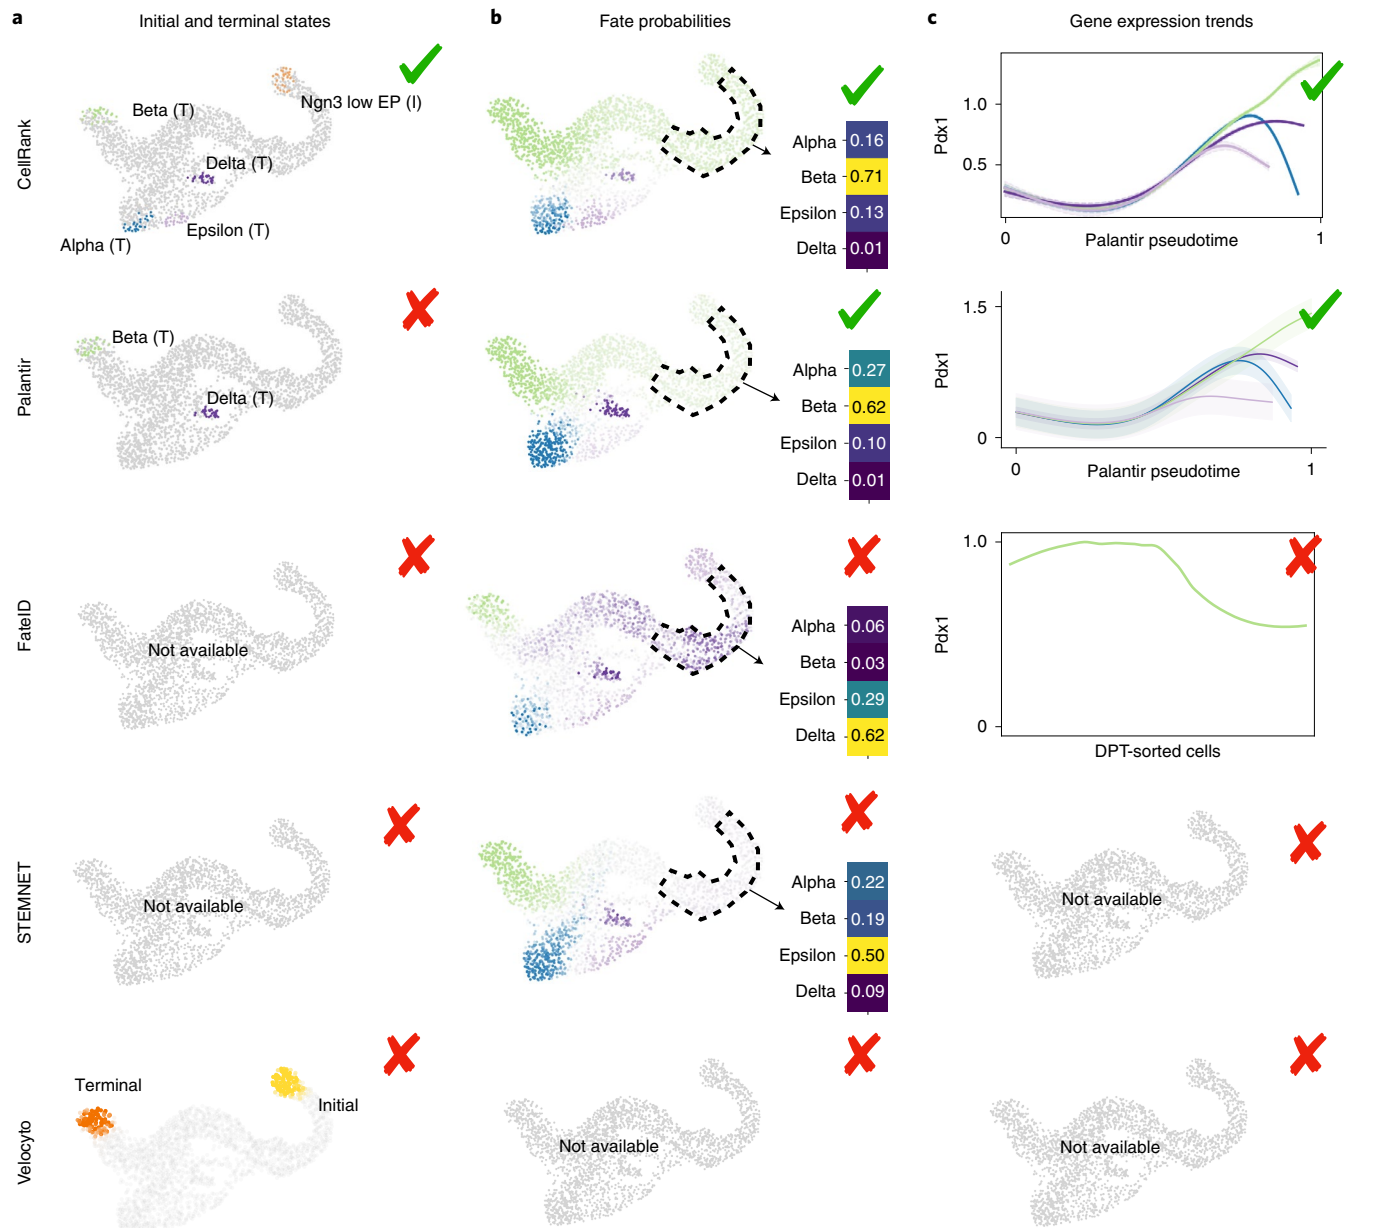 a Initial and terminal states
b Fate probabilities
c Gene expression trends
CellRank
Beta (T)
Ngn3 low EP (I)
Delta (T)
Epsilon (T)
Alpha (T)
Alpha 0.16
Beta 0.71
Epsilon 0.13
Delta 0.01
Pdx1
1.0
0.5
0 1
Palantir pseudotime
Palantir
Beta (T)
Delta (T)
Alpha 0.27
Beta 0.62
Epsilon 0.10
Delta 0.01
Pdx1
1.5
0
0 1
Palantir pseudotime
FateID
Not available
Alpha 0.06
Beta 0.03
Epsilon 0.29
Delta 0.62
Pdx1
1.0
0
DPT-sorted cells
STEMNET
Not available
Alpha 0.22
Beta 0.19
Epsilon 0.50
Delta 0.09
Not available
Velocyto
Terminal
Initial
Not available
Not available